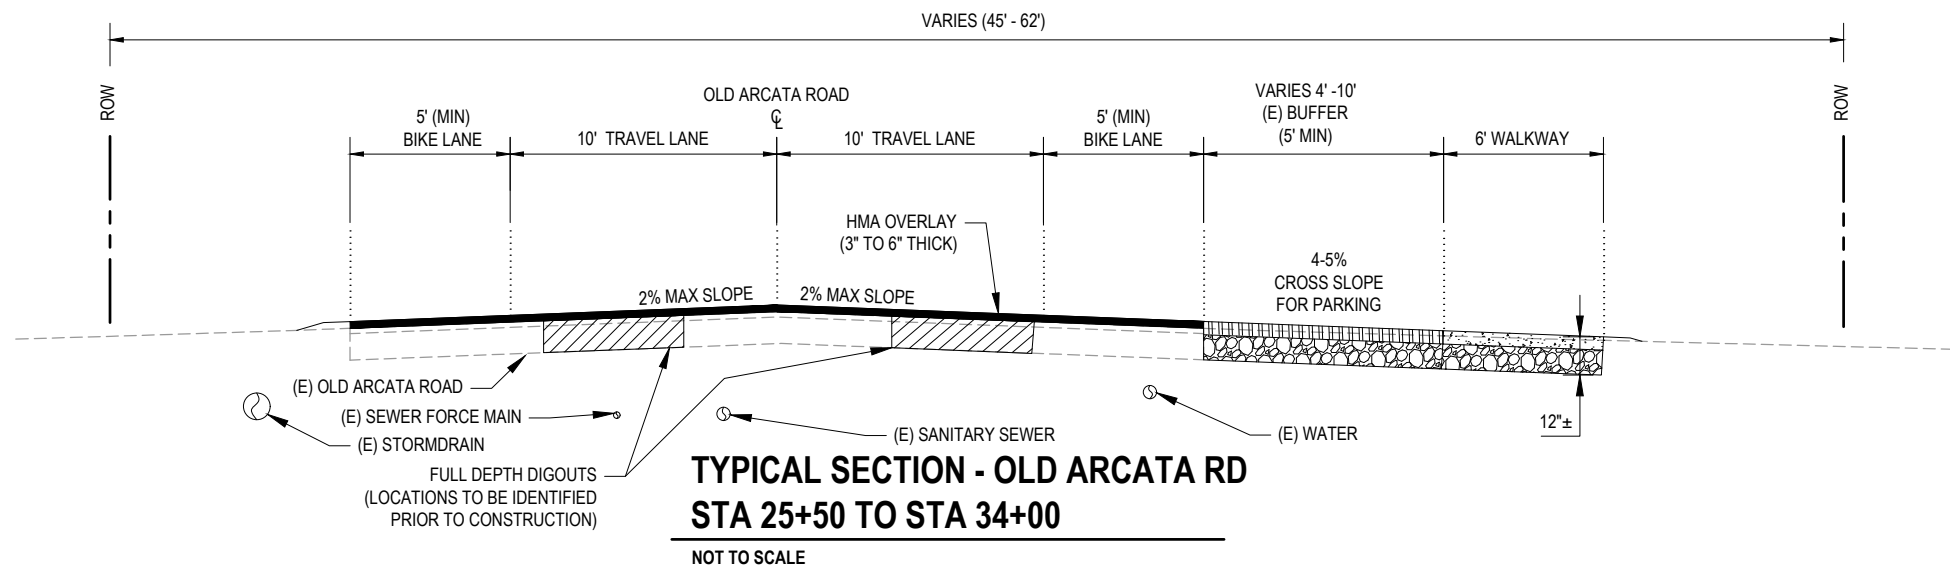 VARIES (45' - 62')
ROW
ROW
5' (MIN)
BIKE LANE
10'  TRAVEL LANE
OLD ARCATA ROAD
℄
10'  TRAVEL LANE
5' (MIN)
BIKE LANE
VARIES 4' -10'
(E) BUFFER
(5' MIN)
6' WALKWAY
HMA OVERLAY
(3" TO 6" THICK)
2% MAX SLOPE
2% MAX SLOPE
4-5%
CROSS SLOPE
FOR PARKING
(E) OLD ARCATA ROAD
(E) SEWER FORCE MAIN
(E) STORMDRAIN
(E) SANITARY SEWER
(E) WATER
12"±
FULL DEPTH DIGOUTS
(LOCATIONS TO BE IDENTIFIED
PRIOR TO CONSTRUCTION)
TYPICAL SECTION - OLD ARCATA RD
STA 25+50 TO STA 34+00
NOT TO SCALE